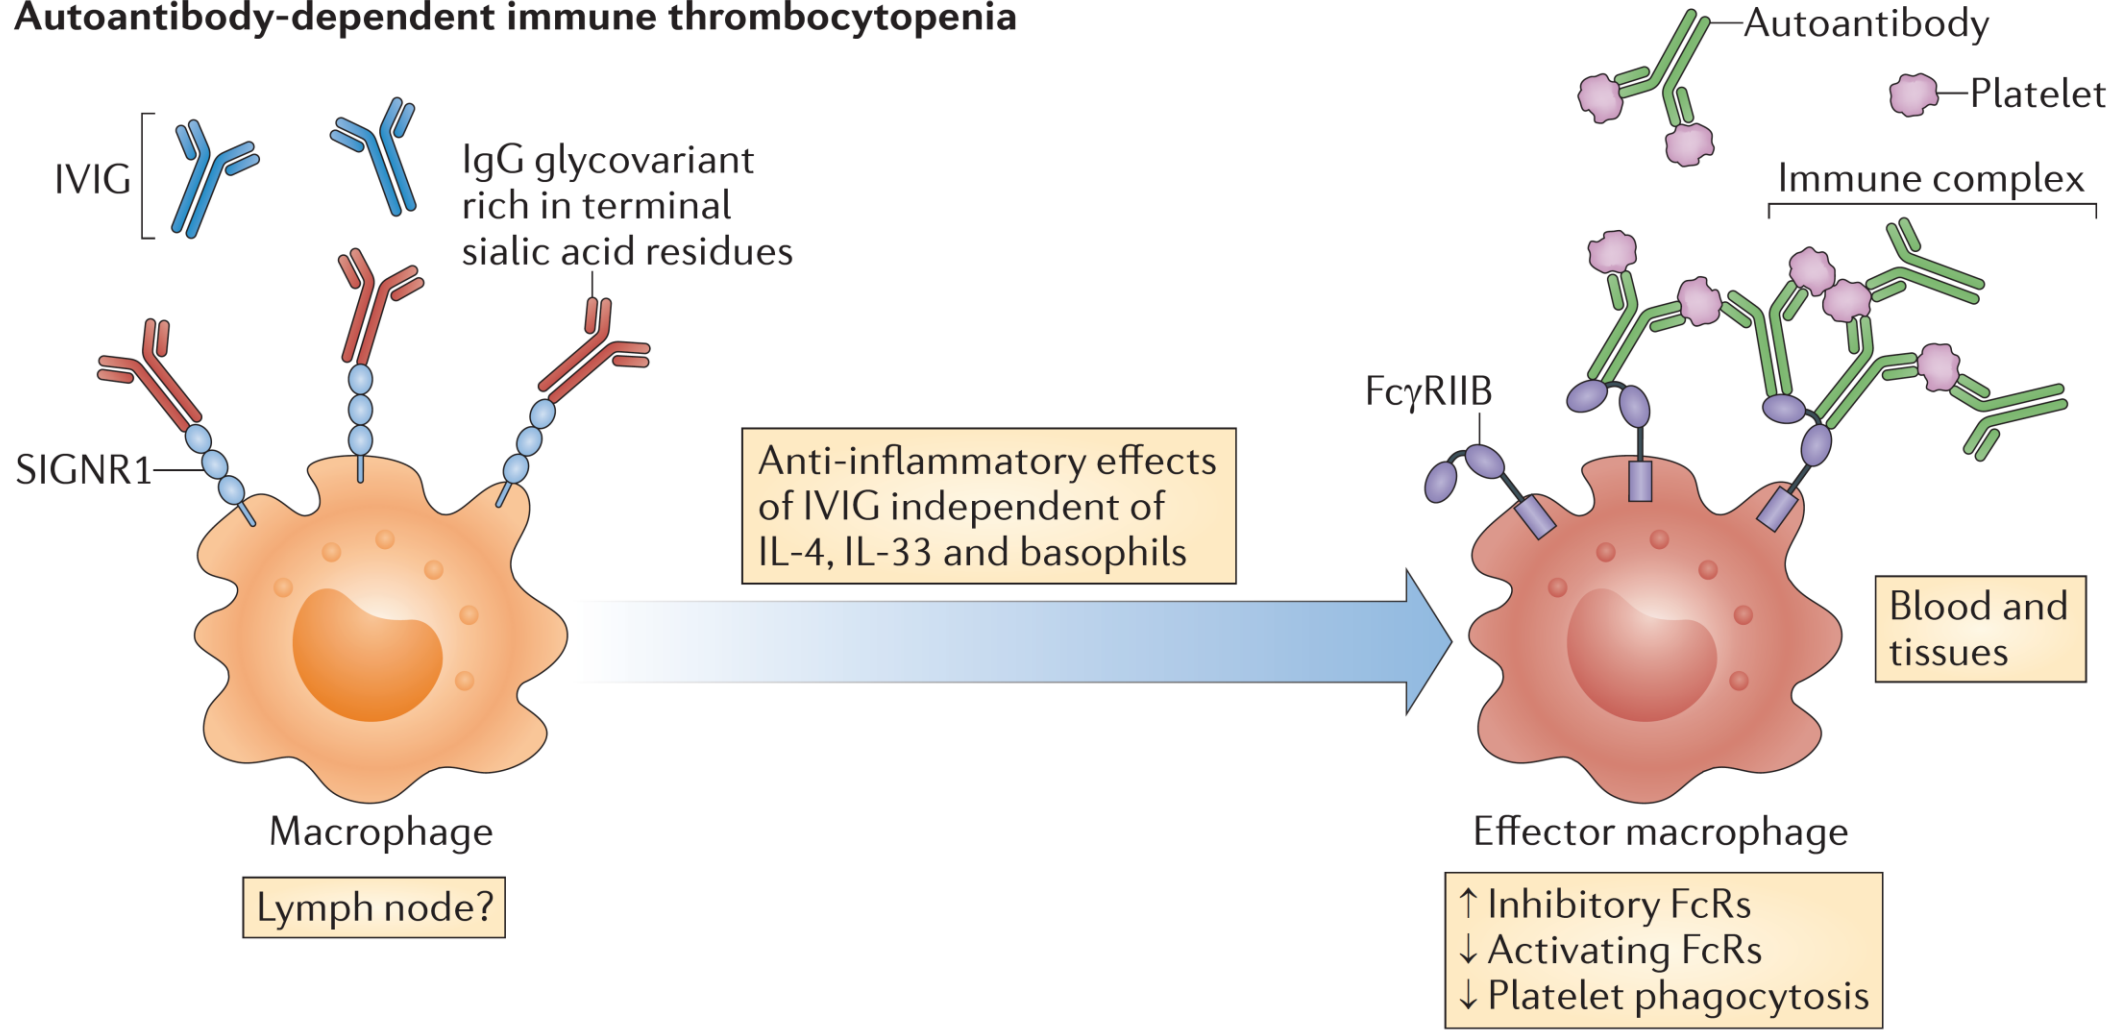 Autoantibody-dependent immune thrombocytopenia
IVIG
IgG glycovariant
rich in terminal
sialic acid residues
SIGNR1
Macrophage
Lymph node?
Anti-inflammatory effects
of IVIG independent of
IL-4, IL-33 and basophils
Autoantibody
Platelet
Immune complex
FcγRIIB
Blood and
tissues
Effector macrophage
↑ Inhibitory FcRs
↓ Activating FcRs
↓ Platelet phagocytosis